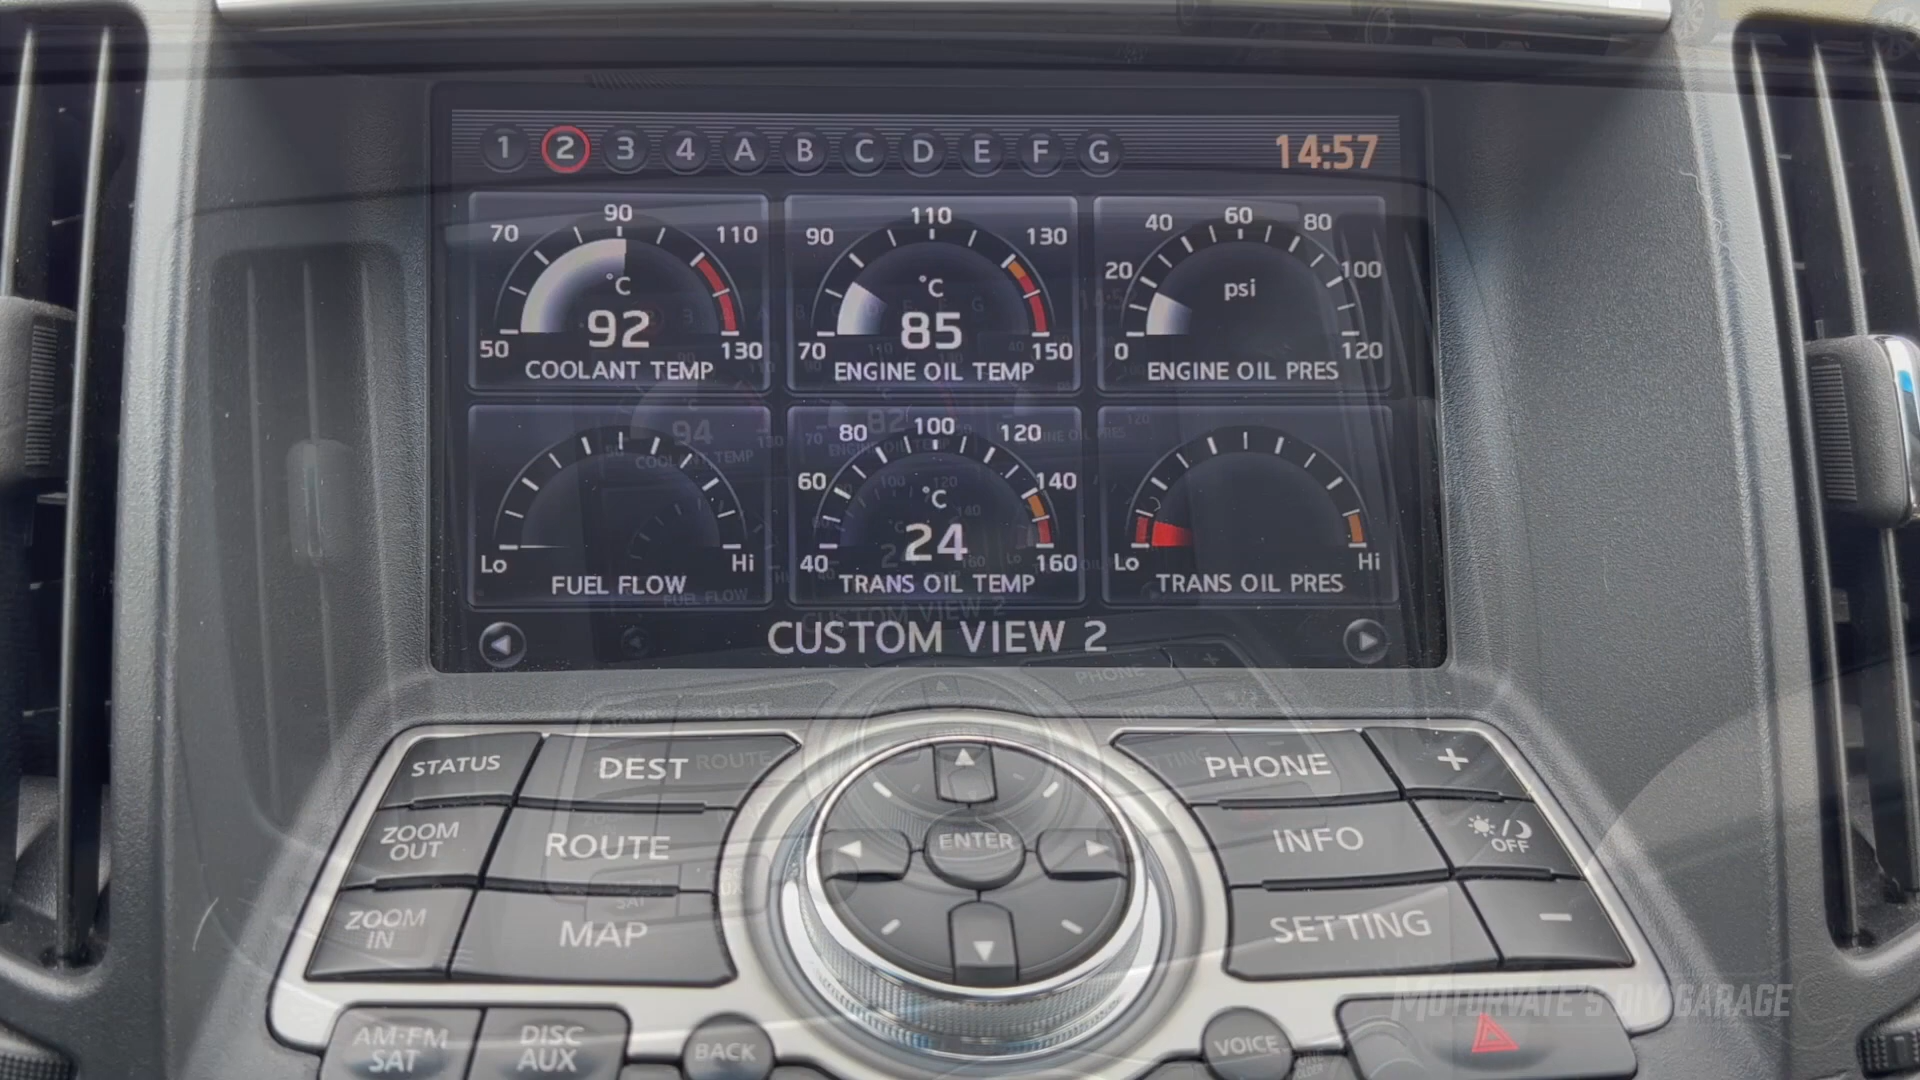 1 2 3 4 A B C D E F G 14:57
70 90 110 90 110 130 40 60 80
20 100
°C °C psi
92 85
50 130 70 150 0 120
COOLANT TEMP ENGINE OIL TEMP ENGINE OIL PRES
80 100 120
60 140
°C
24
Lo Hi 40 160 Lo Hi
FUEL FLOW TRANS OIL TEMP TRANS OIL PRES
CUSTOM VIEW 2
STATUS DEST PHONE +
ZOOM OUT ROUTE ENTER INFO OFF
ZOOM IN MAP SETTING −
AM·FM SAT DISC AUX BACK VOICE
MOTORVATE'S DIY GARAGE